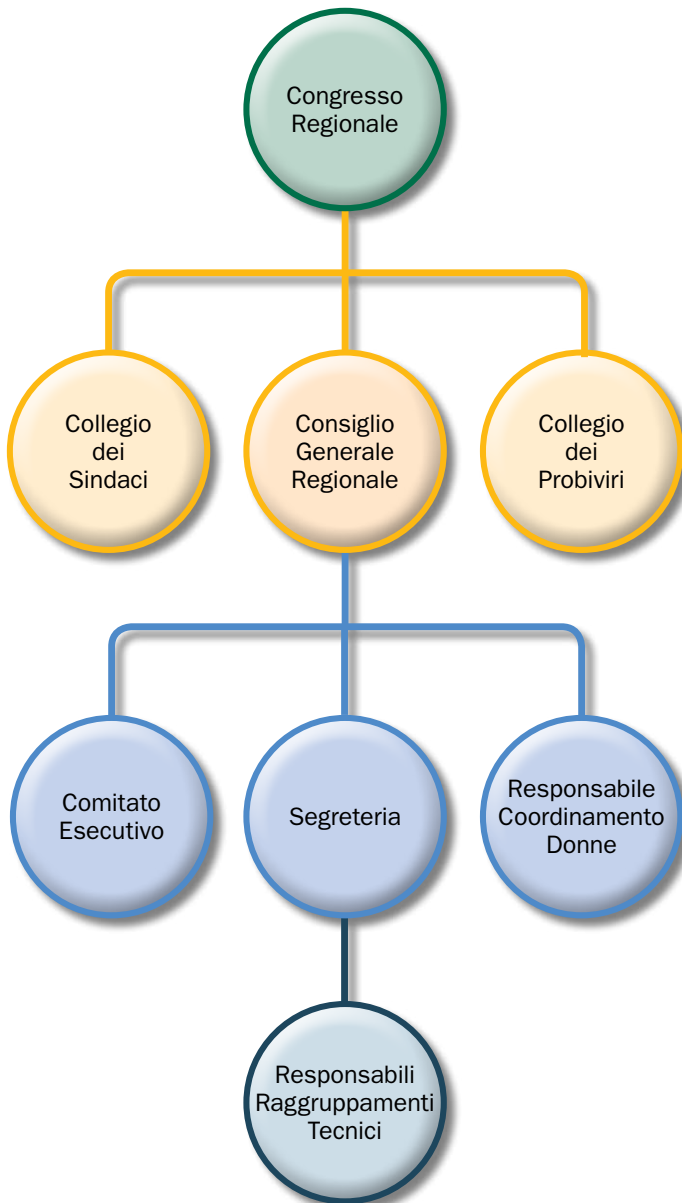 Congresso
Regionale
Collegio
dei
Sindaci
Consiglio
Generale
Regionale
Collegio
dei
Probiviri
Comitato
Esecutivo
Segreteria
Responsabile
Coordinamento
Donne
Responsabili
Raggruppamenti
Tecnici